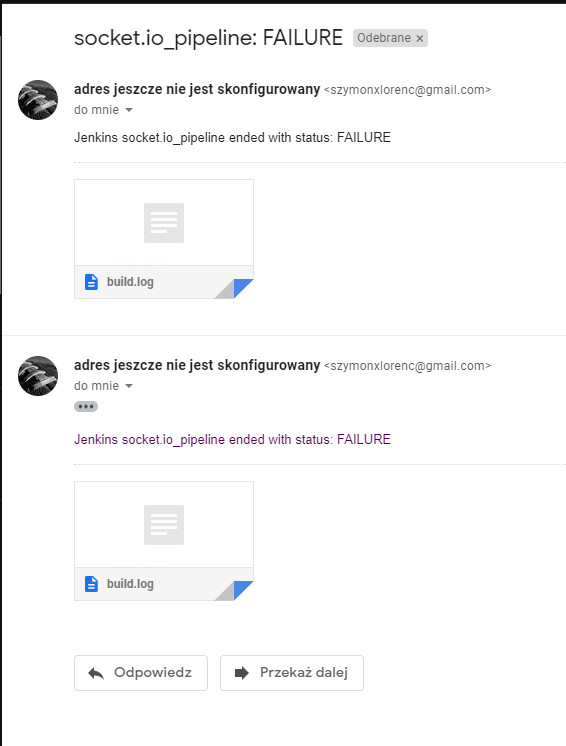 socket.io_pipeline: FAILURE Odebrane ×
adres jeszcze nie jest skonfigurowany <szymonxlorenc@gmail.com>
do mnie
Jenkins socket.io_pipeline ended with status: FAILURE
build.log
adres jeszcze nie jest skonfigurowany <szymonxlorenc@gmail.com>
do mnie
Jenkins socket.io_pipeline ended with status: FAILURE
build.log
Odpowiedz Przekaż dalej